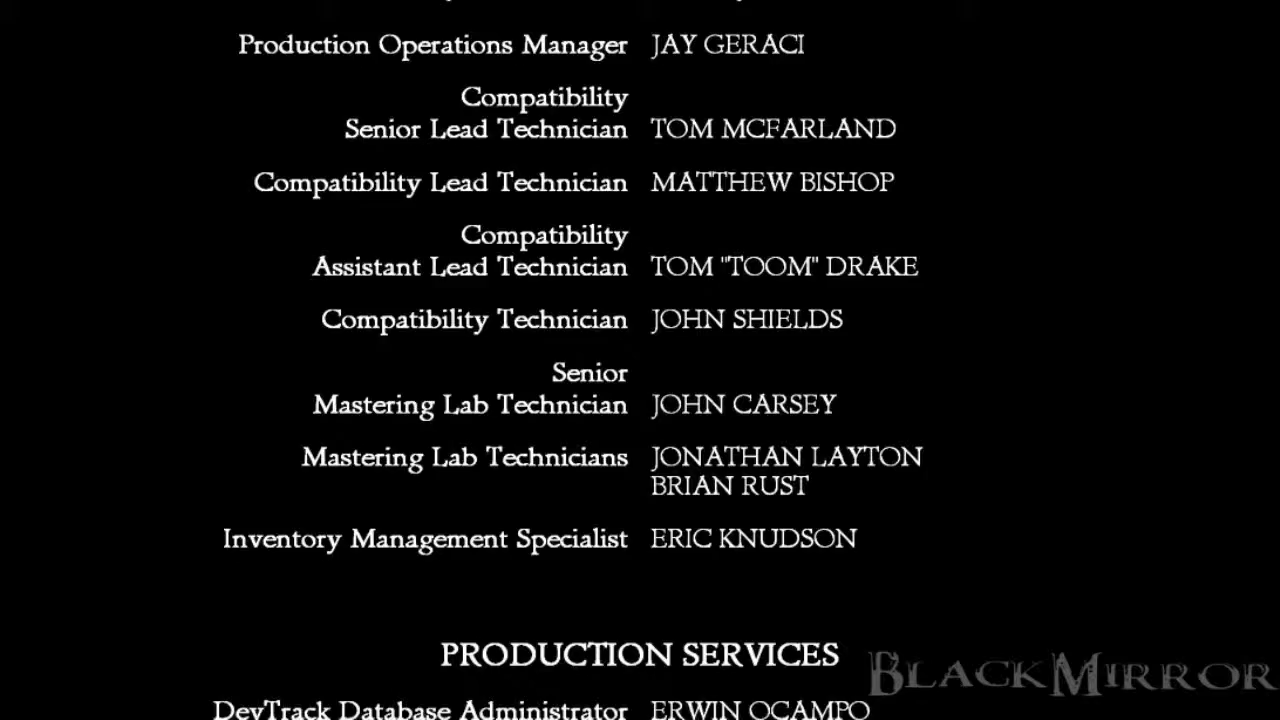 Production Operations Manager JAY GERACI
Compatibility
Senior Lead Technician TOM MCFARLAND
Compatibility Lead Technician MATTHEW BISHOP
Compatibility
Assistant Lead Technician TOM "TOOM" DRAKE
Compatibility Technician JOHN SHIELDS
Senior
Mastering Lab Technician JOHN CARSEY
Mastering Lab Technicians JONATHAN LAYTON
BRIAN RUST
Inventory Management Specialist ERIC KNUDSON
PRODUCTION SERVICES
BLACKMIRROR
DevTrack Database Administrator ERWIN OCAMPO